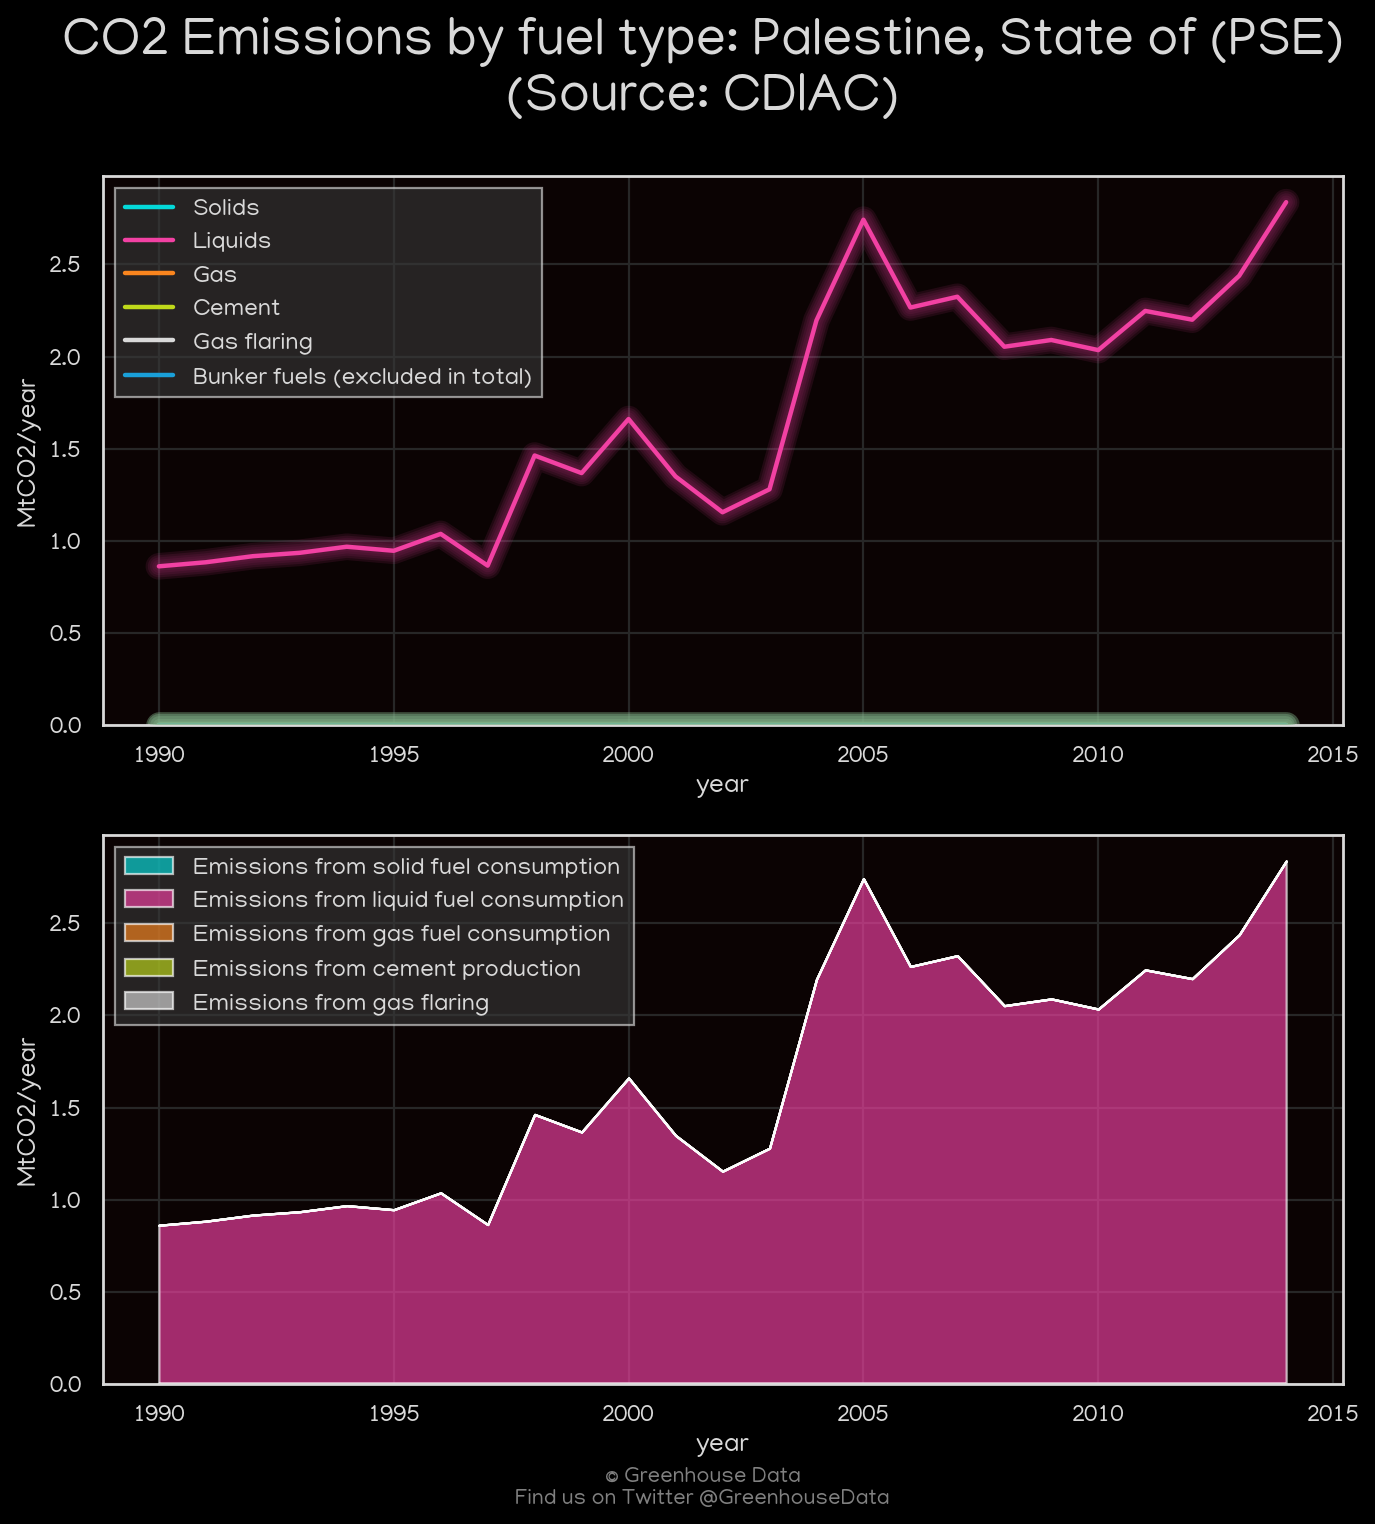 CO2 Emissions by fuel type: Palestine, State of (PSE)
(Source: CDIAC)
Solids
Liquids
Gas
Cement
Gas flaring
Bunker fuels (excluded in total)
MtCO2/year
2.5
2.0
1.5
1.0
0.5
0.0
1990 1995 2000 2005 2010 2015
year
Emissions from solid fuel consumption
Emissions from liquid fuel consumption
Emissions from gas fuel consumption
Emissions from cement production
Emissions from gas flaring
MtCO2/year
2.5
2.0
1.5
1.0
0.5
0.0
1990 1995 2000 2005 2010 2015
year
© Greenhouse Data
Find us on Twitter @GreenhouseData